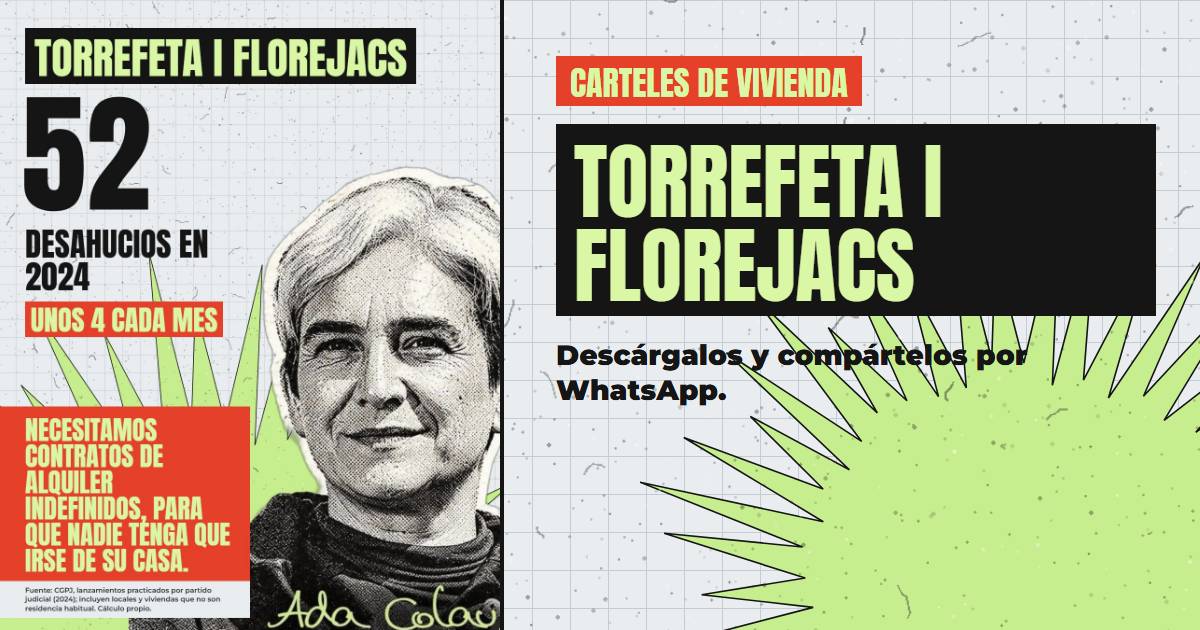 TORREFETA I FLOREJACS
52
DESAHUCIOS EN
2024
UNOS 4 CADA MES
NECESITAMOS
CONTRATOS DE
ALQUILER
INDEFINIDOS, PARA
QUE NADIE TENGA QUE
IRSE DE SU CASA.
Fuente: CGPJ, lanzamientos practicados por partido
judicial (2024); incluyen locales y viviendas que no son
residencia habitual. Cálculo propio.
Ada Colau
CARTELES DE VIVIENDA
TORREFETA I
FLOREJACS
Descárgalos y compártelos por
WhatsApp.